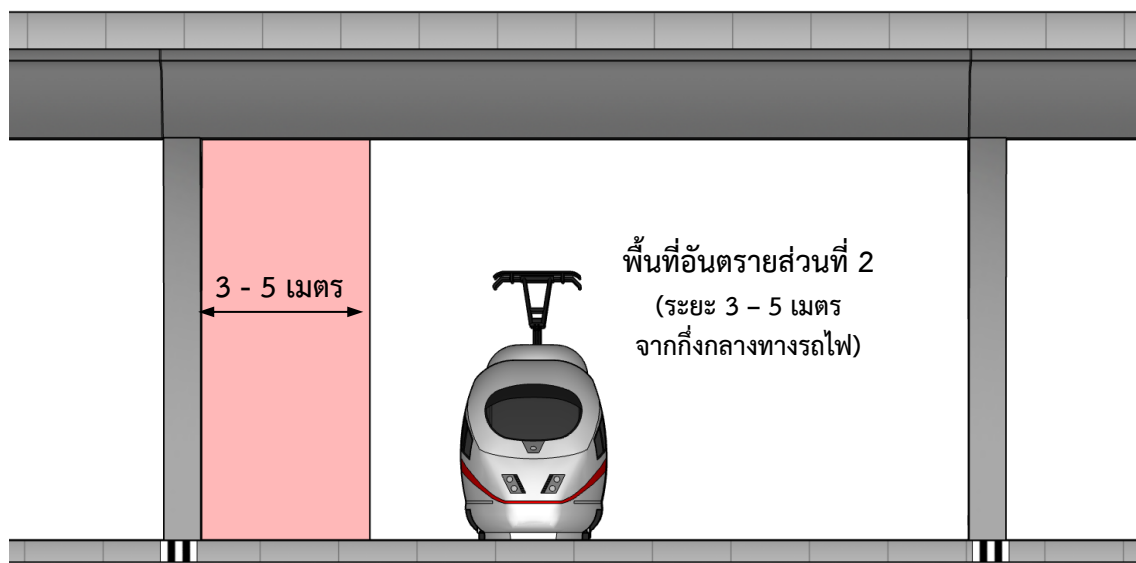 พื้นที่อันตรายส่วนที่ 2
3 - 5 เมตร
(ระยะ 3 – 5 เมตร
จากกึ่งกลางทางรถไฟ)